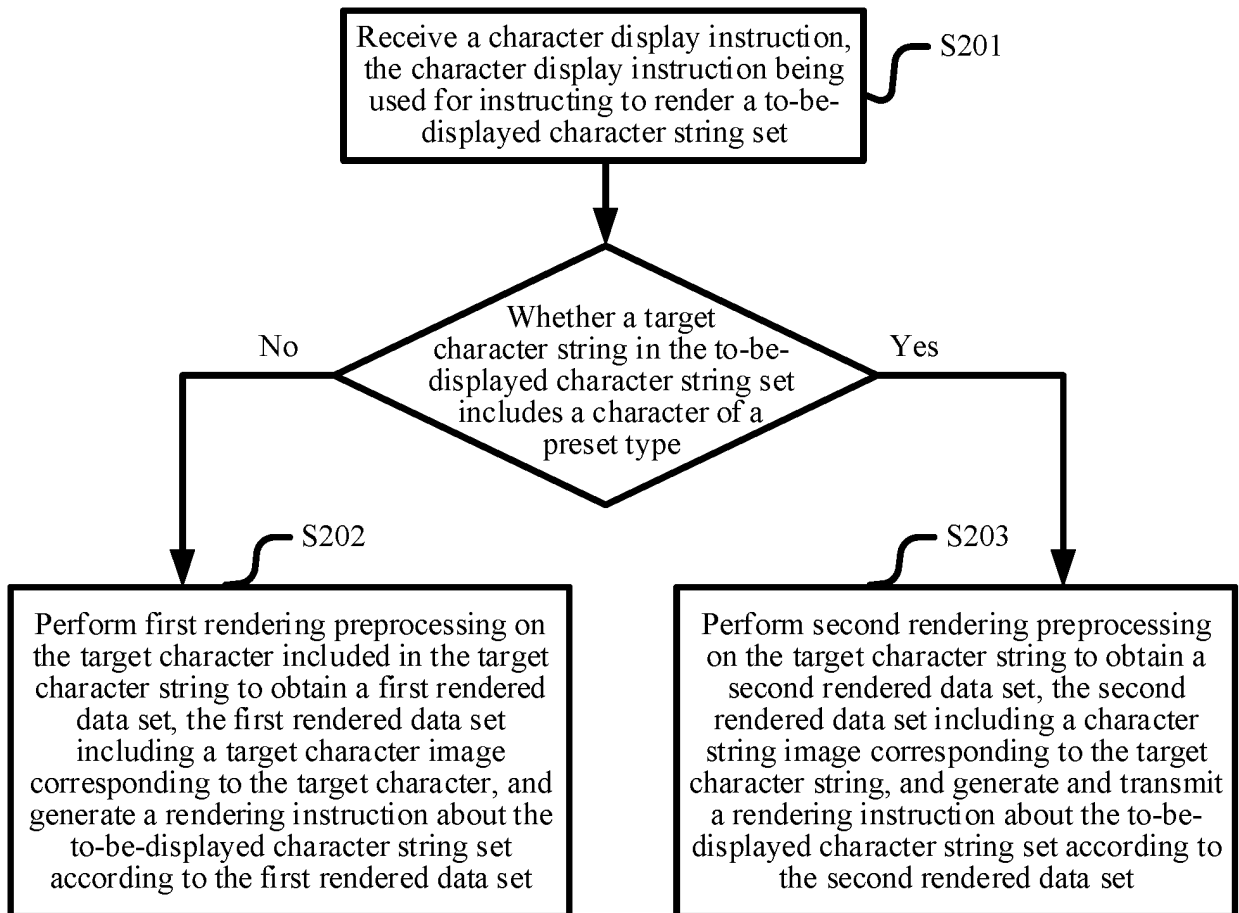 Receive a character display instruction,
the character display instruction being
used for instructing to render a to-be-
displayed character string set
S201
Whether a target
character string in the to-be-
displayed character string set
includes a character of a
preset type
No
Yes
S202
Perform first rendering preprocessing on
the target character included in the target
character string to obtain a first rendered
data set, the first rendered data set
including a target character image
corresponding to the target character, and
generate a rendering instruction about the
to-be-displayed character string set
according to the first rendered data set
S203
Perform second rendering preprocessing
on the target character string to obtain a
second rendered data set, the second
rendered data set including a character
string image corresponding to the target
character string, and generate and transmit
a rendering instruction about the to-be-
displayed character string set according to
the second rendered data set